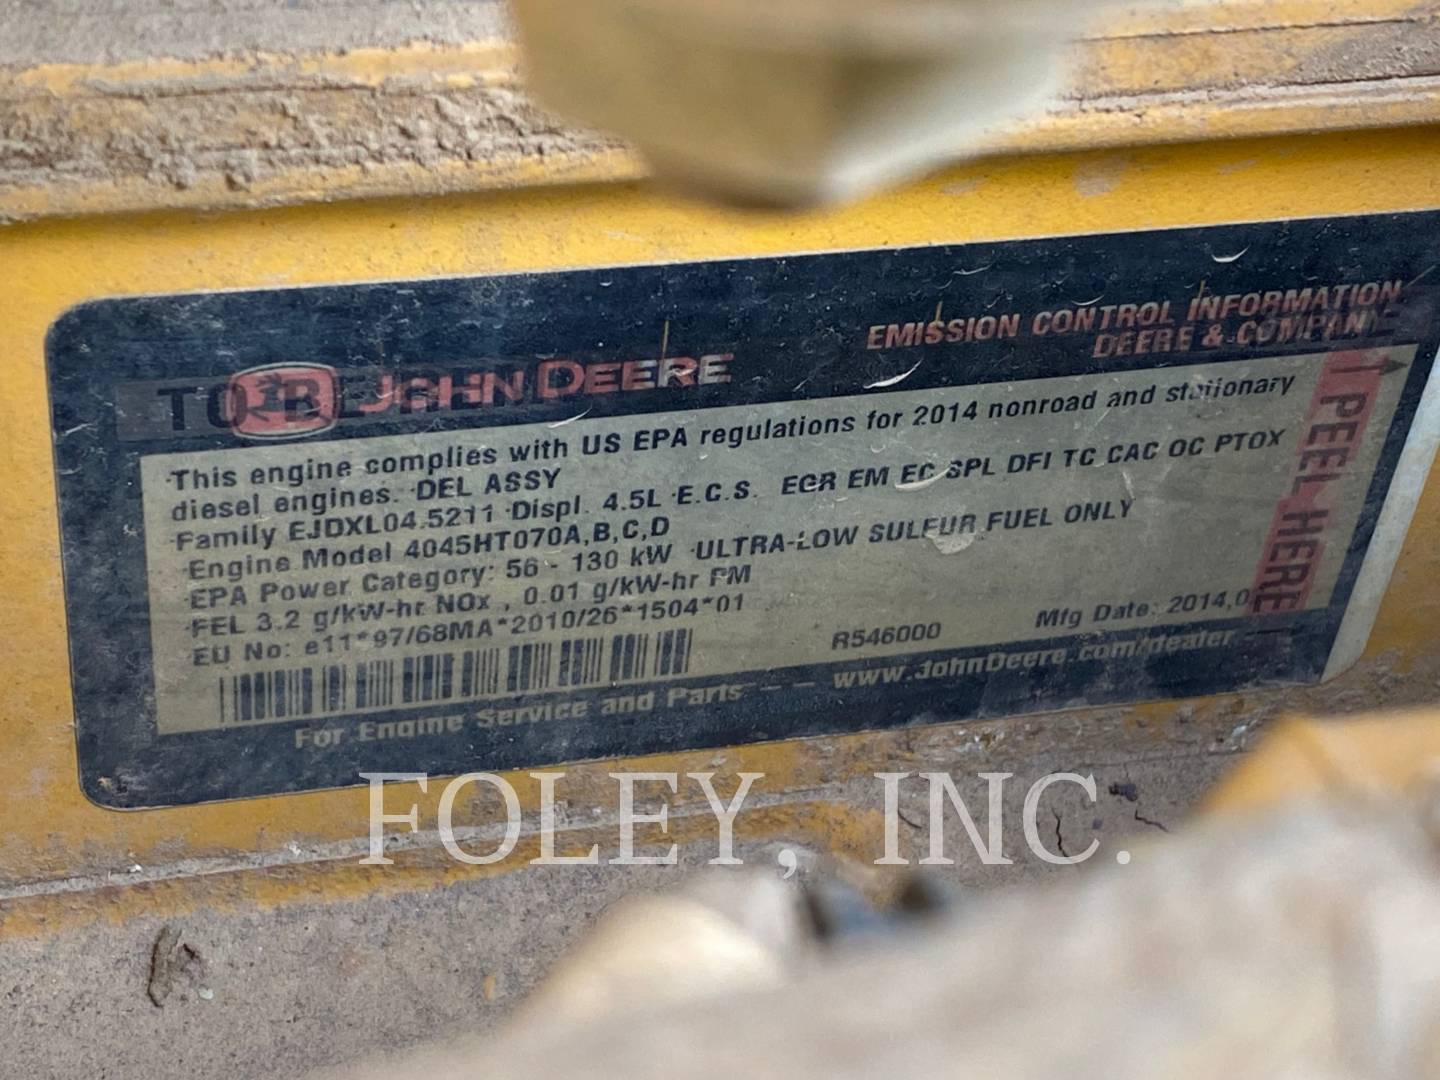 EMISSION CONTROL INFORMATION
DEERE & COMPANY
TO BE JOHN DEERE
This engine complies with US EPA regulations for 2014 nonroad and stationary
diesel engines. DEL ASSY
Family EJDXL04.5211 Displ. 4.5L E.C.S. EGR EM EC SPL DFI TC CAC OC PTOX
Engine Model 4045HT070A,B,C,D
EPA Power Category: 56 - 130 kW ULTRA-LOW SULFUR FUEL ONLY
FEL 3.2 g/kW-hr NOx , 0.01 g/kW-hr PM
EU No: e11*97/68MA*2010/26*1504*01
R546000 Mfg Date: 2014,0
For Engine Service and Parts - - www.JohnDeere.com/dealer
PEEL HERE
FOLEY, INC.